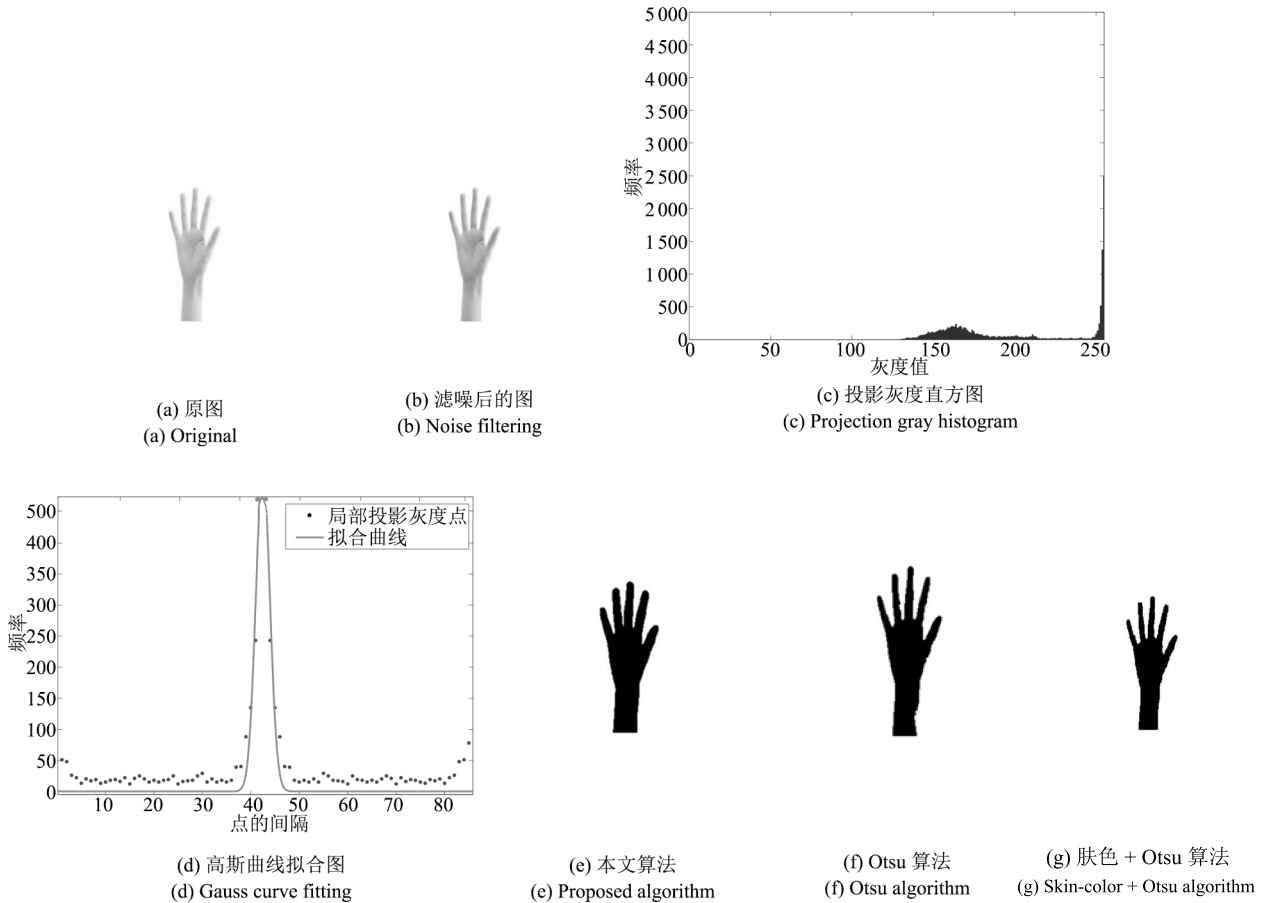 5 000
4 500
4 000
3 500
3 000
2 500
2 000
1 500
1 000
500
0
频率
0 50 100 150 200 250
灰度值
(a) 原图
(a) Original
(b) 滤噪后的图
(b) Noise filtering
(c) 投影灰度直方图
(c) Projection gray histogram
500
450
400
350
300
250
200
150
100
50
0
频率
局部投影灰度点
拟合曲线
10 20 30 40 50 60 70 80
点的间隔
(d) 高斯曲线拟合图
(d) Gauss curve fitting
(e) 本文算法
(e) Proposed algorithm
(f) Otsu 算法
(f) Otsu algorithm
(g) 肤色 + Otsu 算法
(g) Skin-color + Otsu algorithm